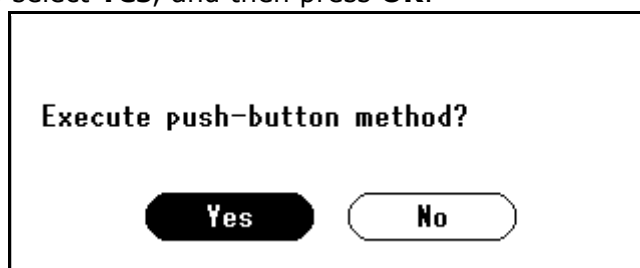 select YES, and then press OK.
Execute push-button method?
Yes No